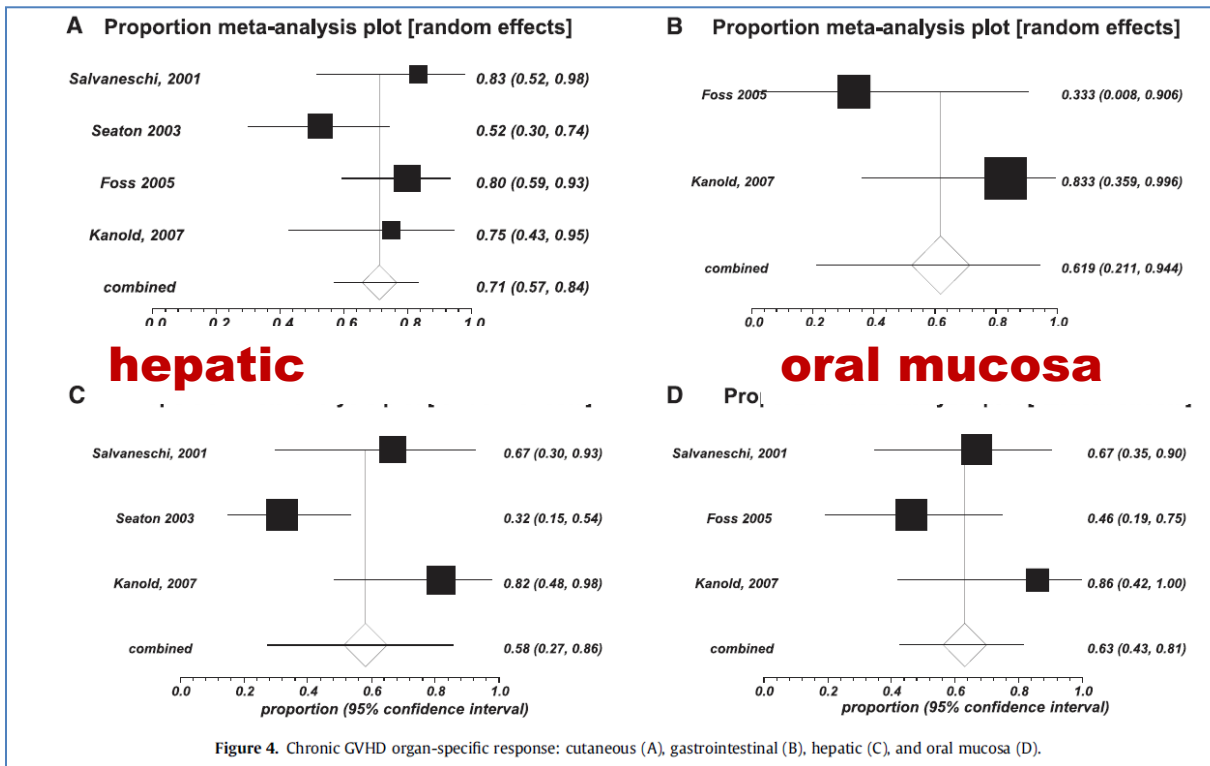 A Proportion meta-analysis plot [random effects]
Salvaneschi, 2001 0.83 (0.52, 0.98)
Seaton 2003 0.52 (0.30, 0.74)
Foss 2005 0.80 (0.59, 0.93)
Kanold, 2007 0.75 (0.43, 0.95)
combined 0.71 (0.57, 0.84)
0.0 0.2 0.4 0.6 0.8 1.0
B Proportion meta-analysis plot [random effects]
Foss 2005 0.333 (0.008, 0.906)
Kanold, 2007 0.833 (0.359, 0.996)
combined 0.619 (0.211, 0.944)
0.0 0.2 0.4 0.6 0.8 1.0
hepatic
oral mucosa
C
Salvaneschi, 2001 0.67 (0.30, 0.93)
Seaton 2003 0.32 (0.15, 0.54)
Kanold, 2007 0.82 (0.48, 0.98)
combined 0.58 (0.27, 0.86)
0.0 0.2 0.4 0.6 0.8 1.0
proportion (95% confidence interval)
D
Salvaneschi, 2001 0.67 (0.35, 0.90)
Foss 2005 0.46 (0.19, 0.75)
Kanold, 2007 0.86 (0.42, 1.00)
combined 0.63 (0.43, 0.81)
0.0 0.2 0.4 0.6 0.8 1.0
proportion (95% confidence interval)
Figure 4. Chronic GVHD organ-specific response: cutaneous (A), gastrointestinal (B), hepatic (C), and oral mucosa (D).